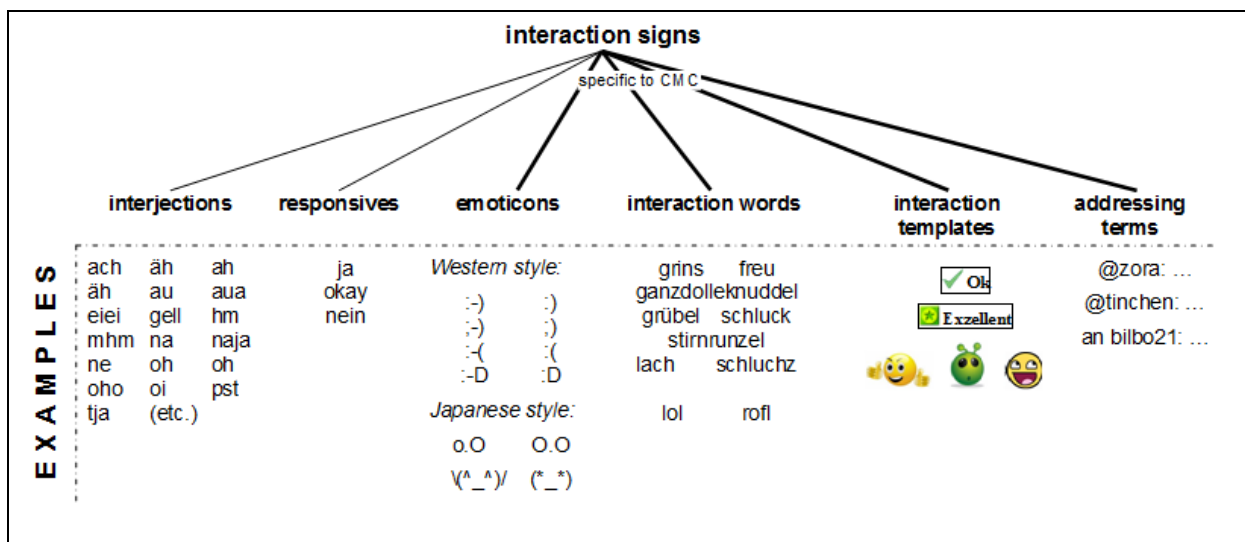 interaction signs
specific to CMC
interjections responsives emoticons interaction words interaction templates addressing terms
EXAMPLES
ach äh ah
äh au aua
eiei gell hm
mhm na naja
ne oh oh
oho oi pst
tja (etc.)
ja
okay
nein
Western style:
:-) :)
;-) ;)
:-( :(
:-D :D
Japanese style:
o.O O.O
\(^_^)/ (*_*)
grins freu
ganzdolleknuddel
grübel schluck
stirnrunzel
lach schluchz
lol rofl
Ok
Exzellent
@zora: …
@tinchen: …
an bilbo21: …